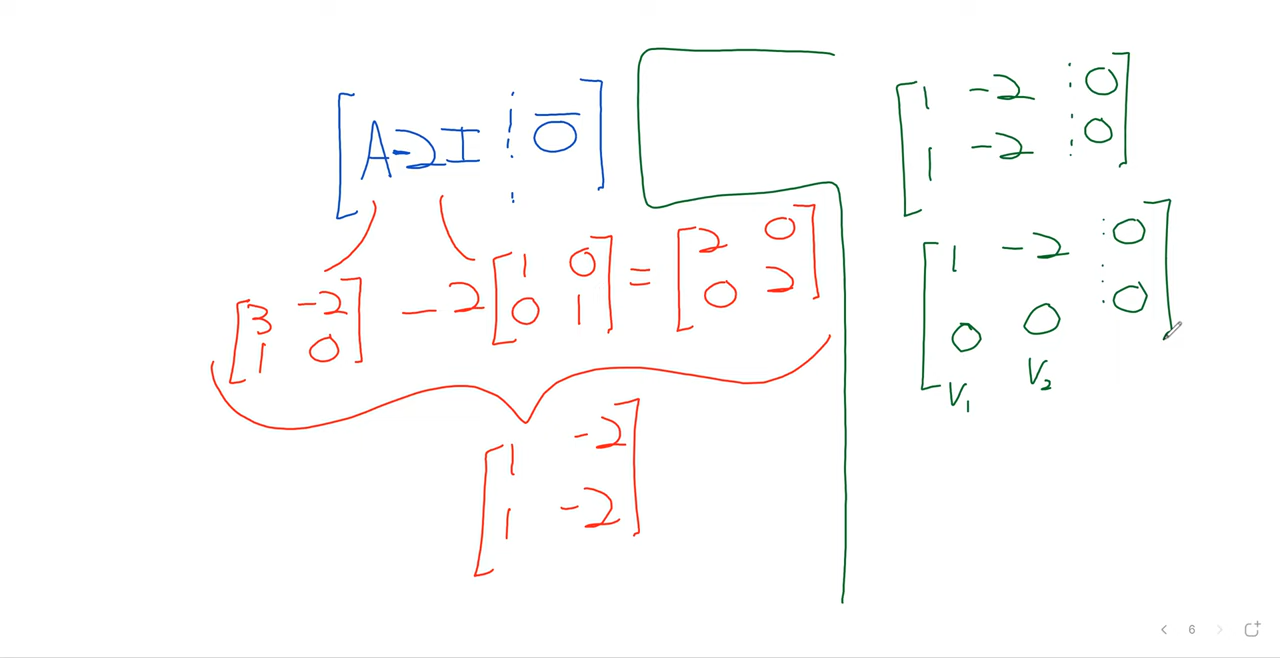 [A-2I ⋮ 0̅]
[3 -2
1 0] - 2[1 0
0 1] = [2 0
0 2]
[1 -2
1 -2]
[1 -2 ⋮ 0
1 -2 ⋮ 0]
[1 -2 ⋮ 0
0 0 ⋮ 0]
V₁ V₂
< 6 >